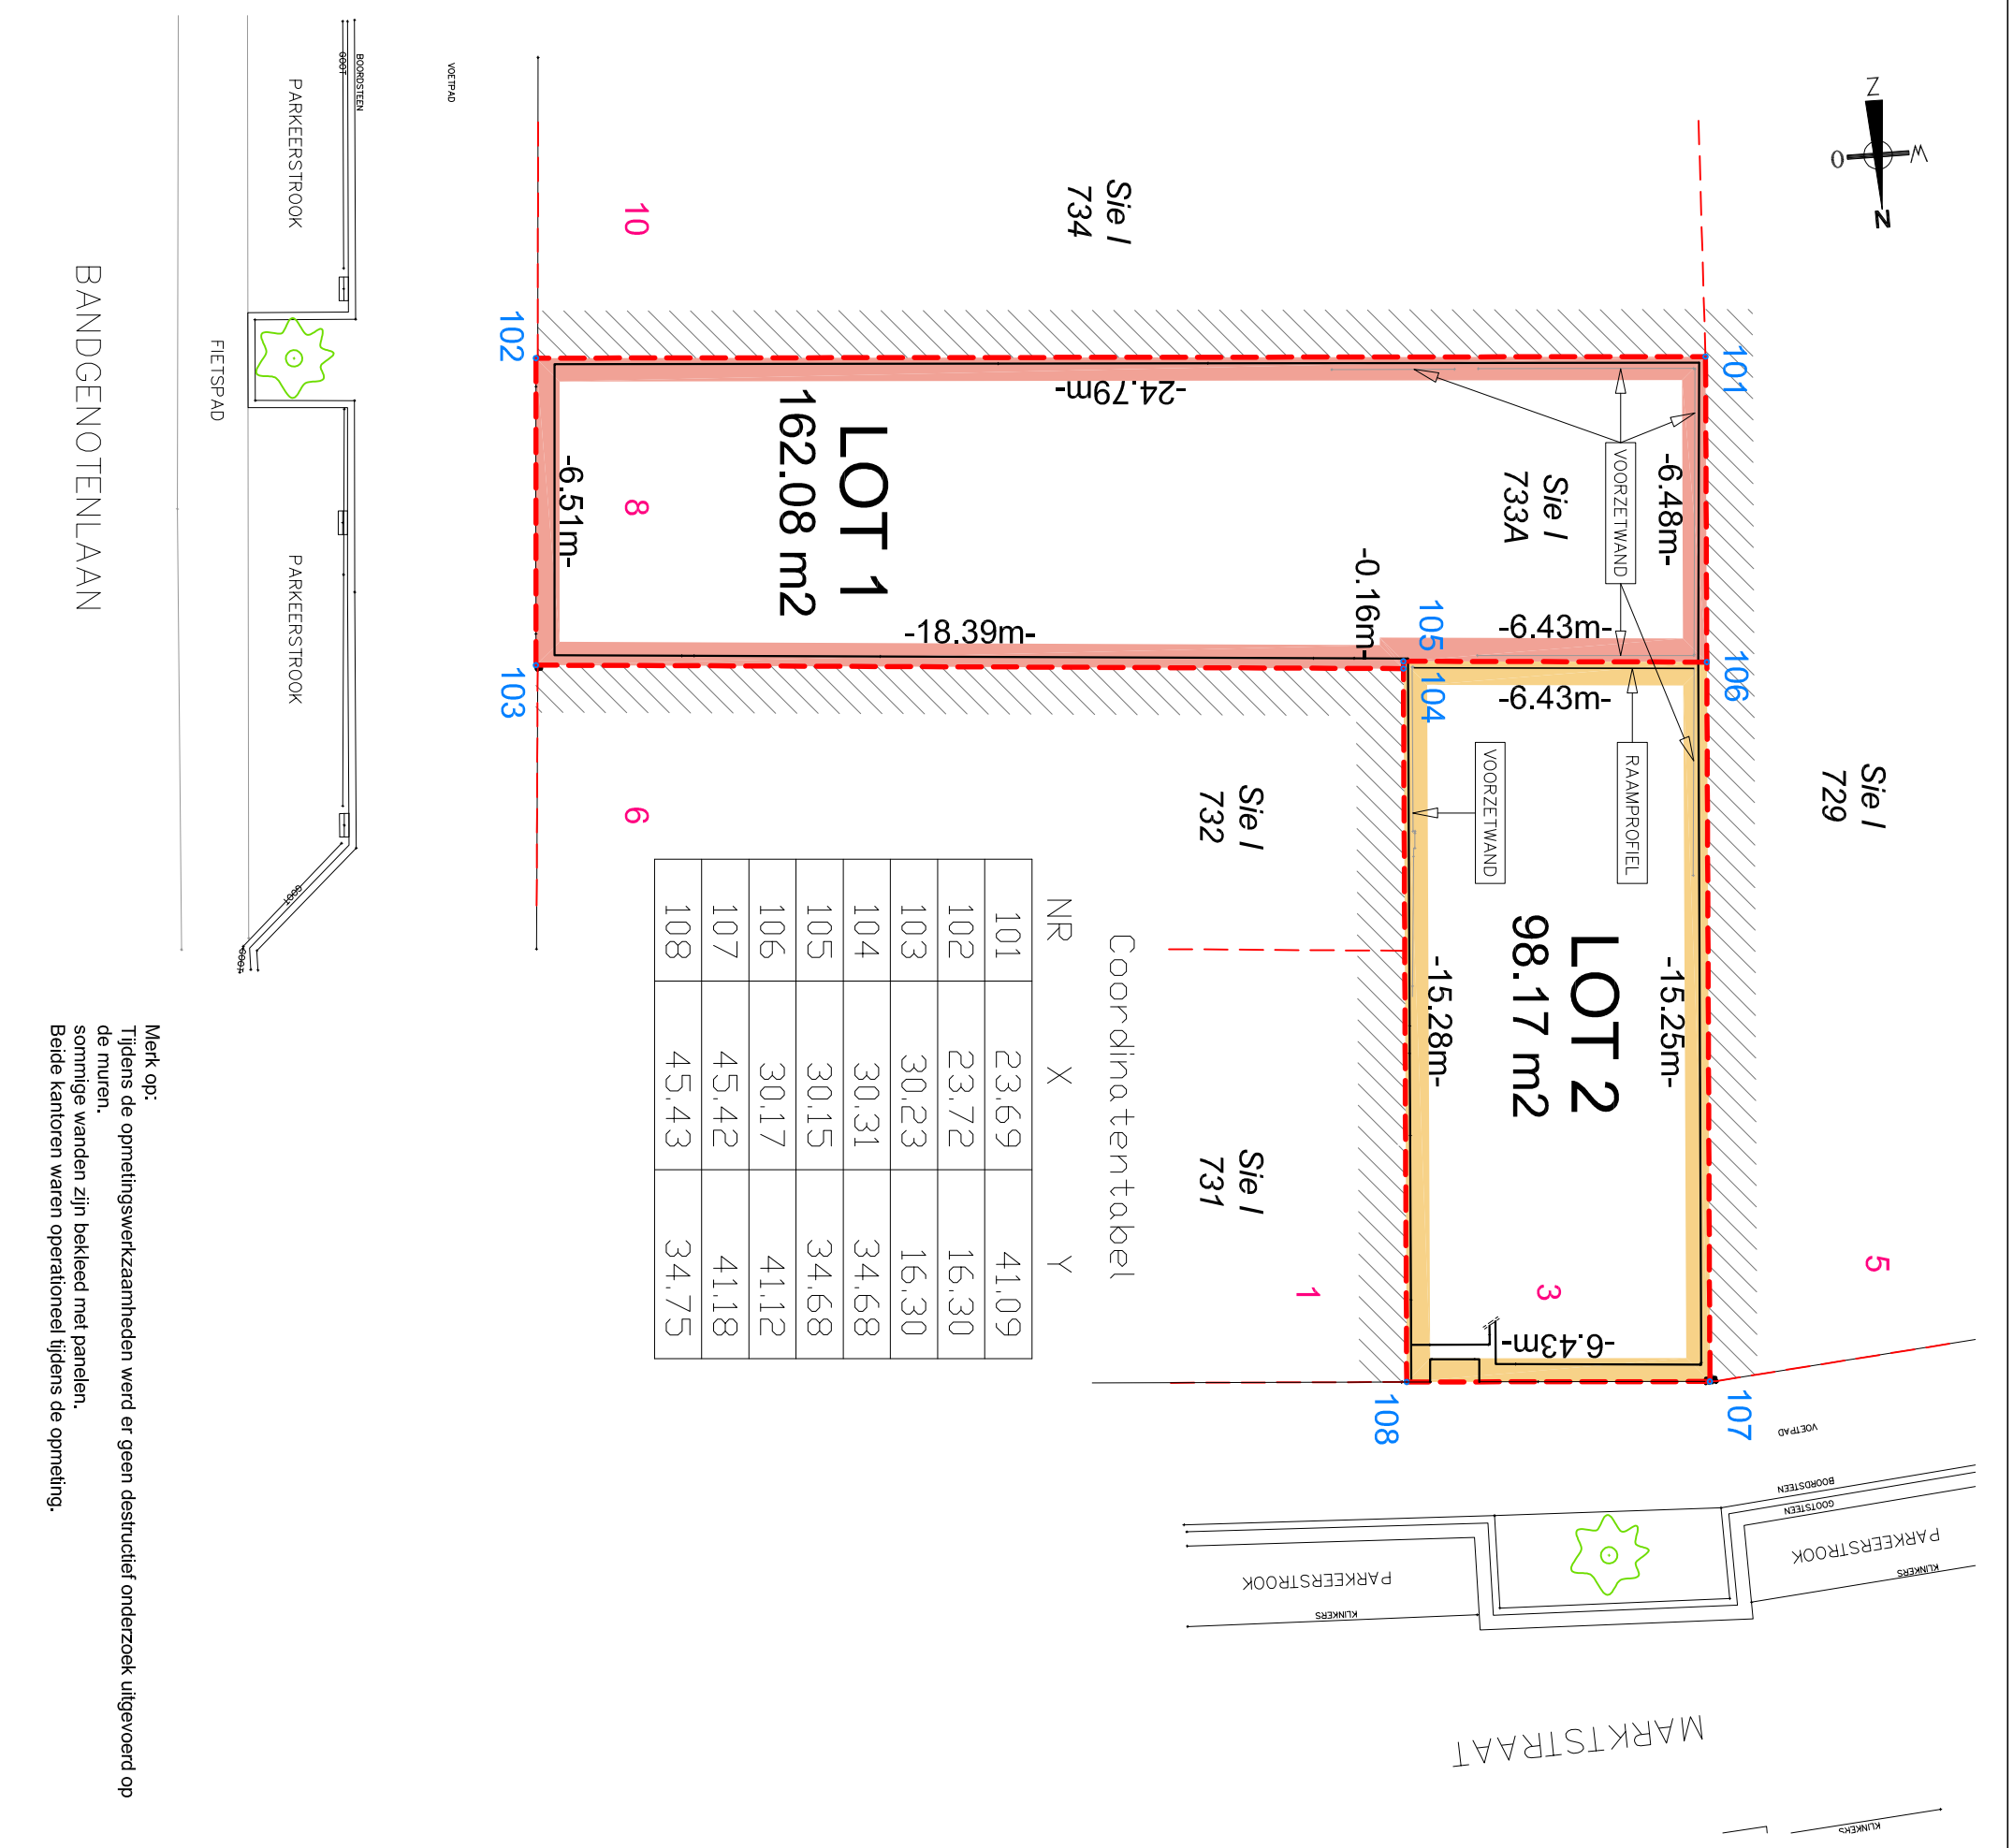 Z
W
O
N
BOORDSTEEN
GOOT
PARKEERSTROOK
VOETPAD
BANDGENOTENLAAN
FIETSPAD
PARKEERSTROOK
GOOT
GOOT
10
Sie I
734
102
101
-24.79m-
LOT 1
162.08 m2
8
-6.51m-
-18.39m-
-0.16m-
Sie I
733A
VOORZETWAND
-6.48m-
-6.43m-
105
106
103
104
-6.43m-
VOORZETWAND
RAAMPROFIEL
Sie I
729
6
Sie I
732
LOT 2
98.17 m2
-15.25m-
-15.28m-
Sie I
731
5
3
1
-6.43m-
108
107
Coordinatentabel
NR X Y
101 23.69 41.09
102 23.72 16.30
103 30.23 16.30
104 30.31 34.68
105 30.15 34.68
106 30.17 41.12
107 45.42 41.18
108 45.43 34.75
VOETPAD
BOORDSTEEN
GOOTSTEEN
PARKEERSTROOK
KLINKERS
PARKEERSTROOK
KLINKERS
MARKTSTRAAT
KLINKERS
Merk op:
Tijdens de opmetingswerkzaamheden werd er geen destructief onderzoek uitgevoerd op
de muren.
sommige wanden zijn bekleed met panelen.
Beide kantoren waren operationeel tijdens de opmeting.